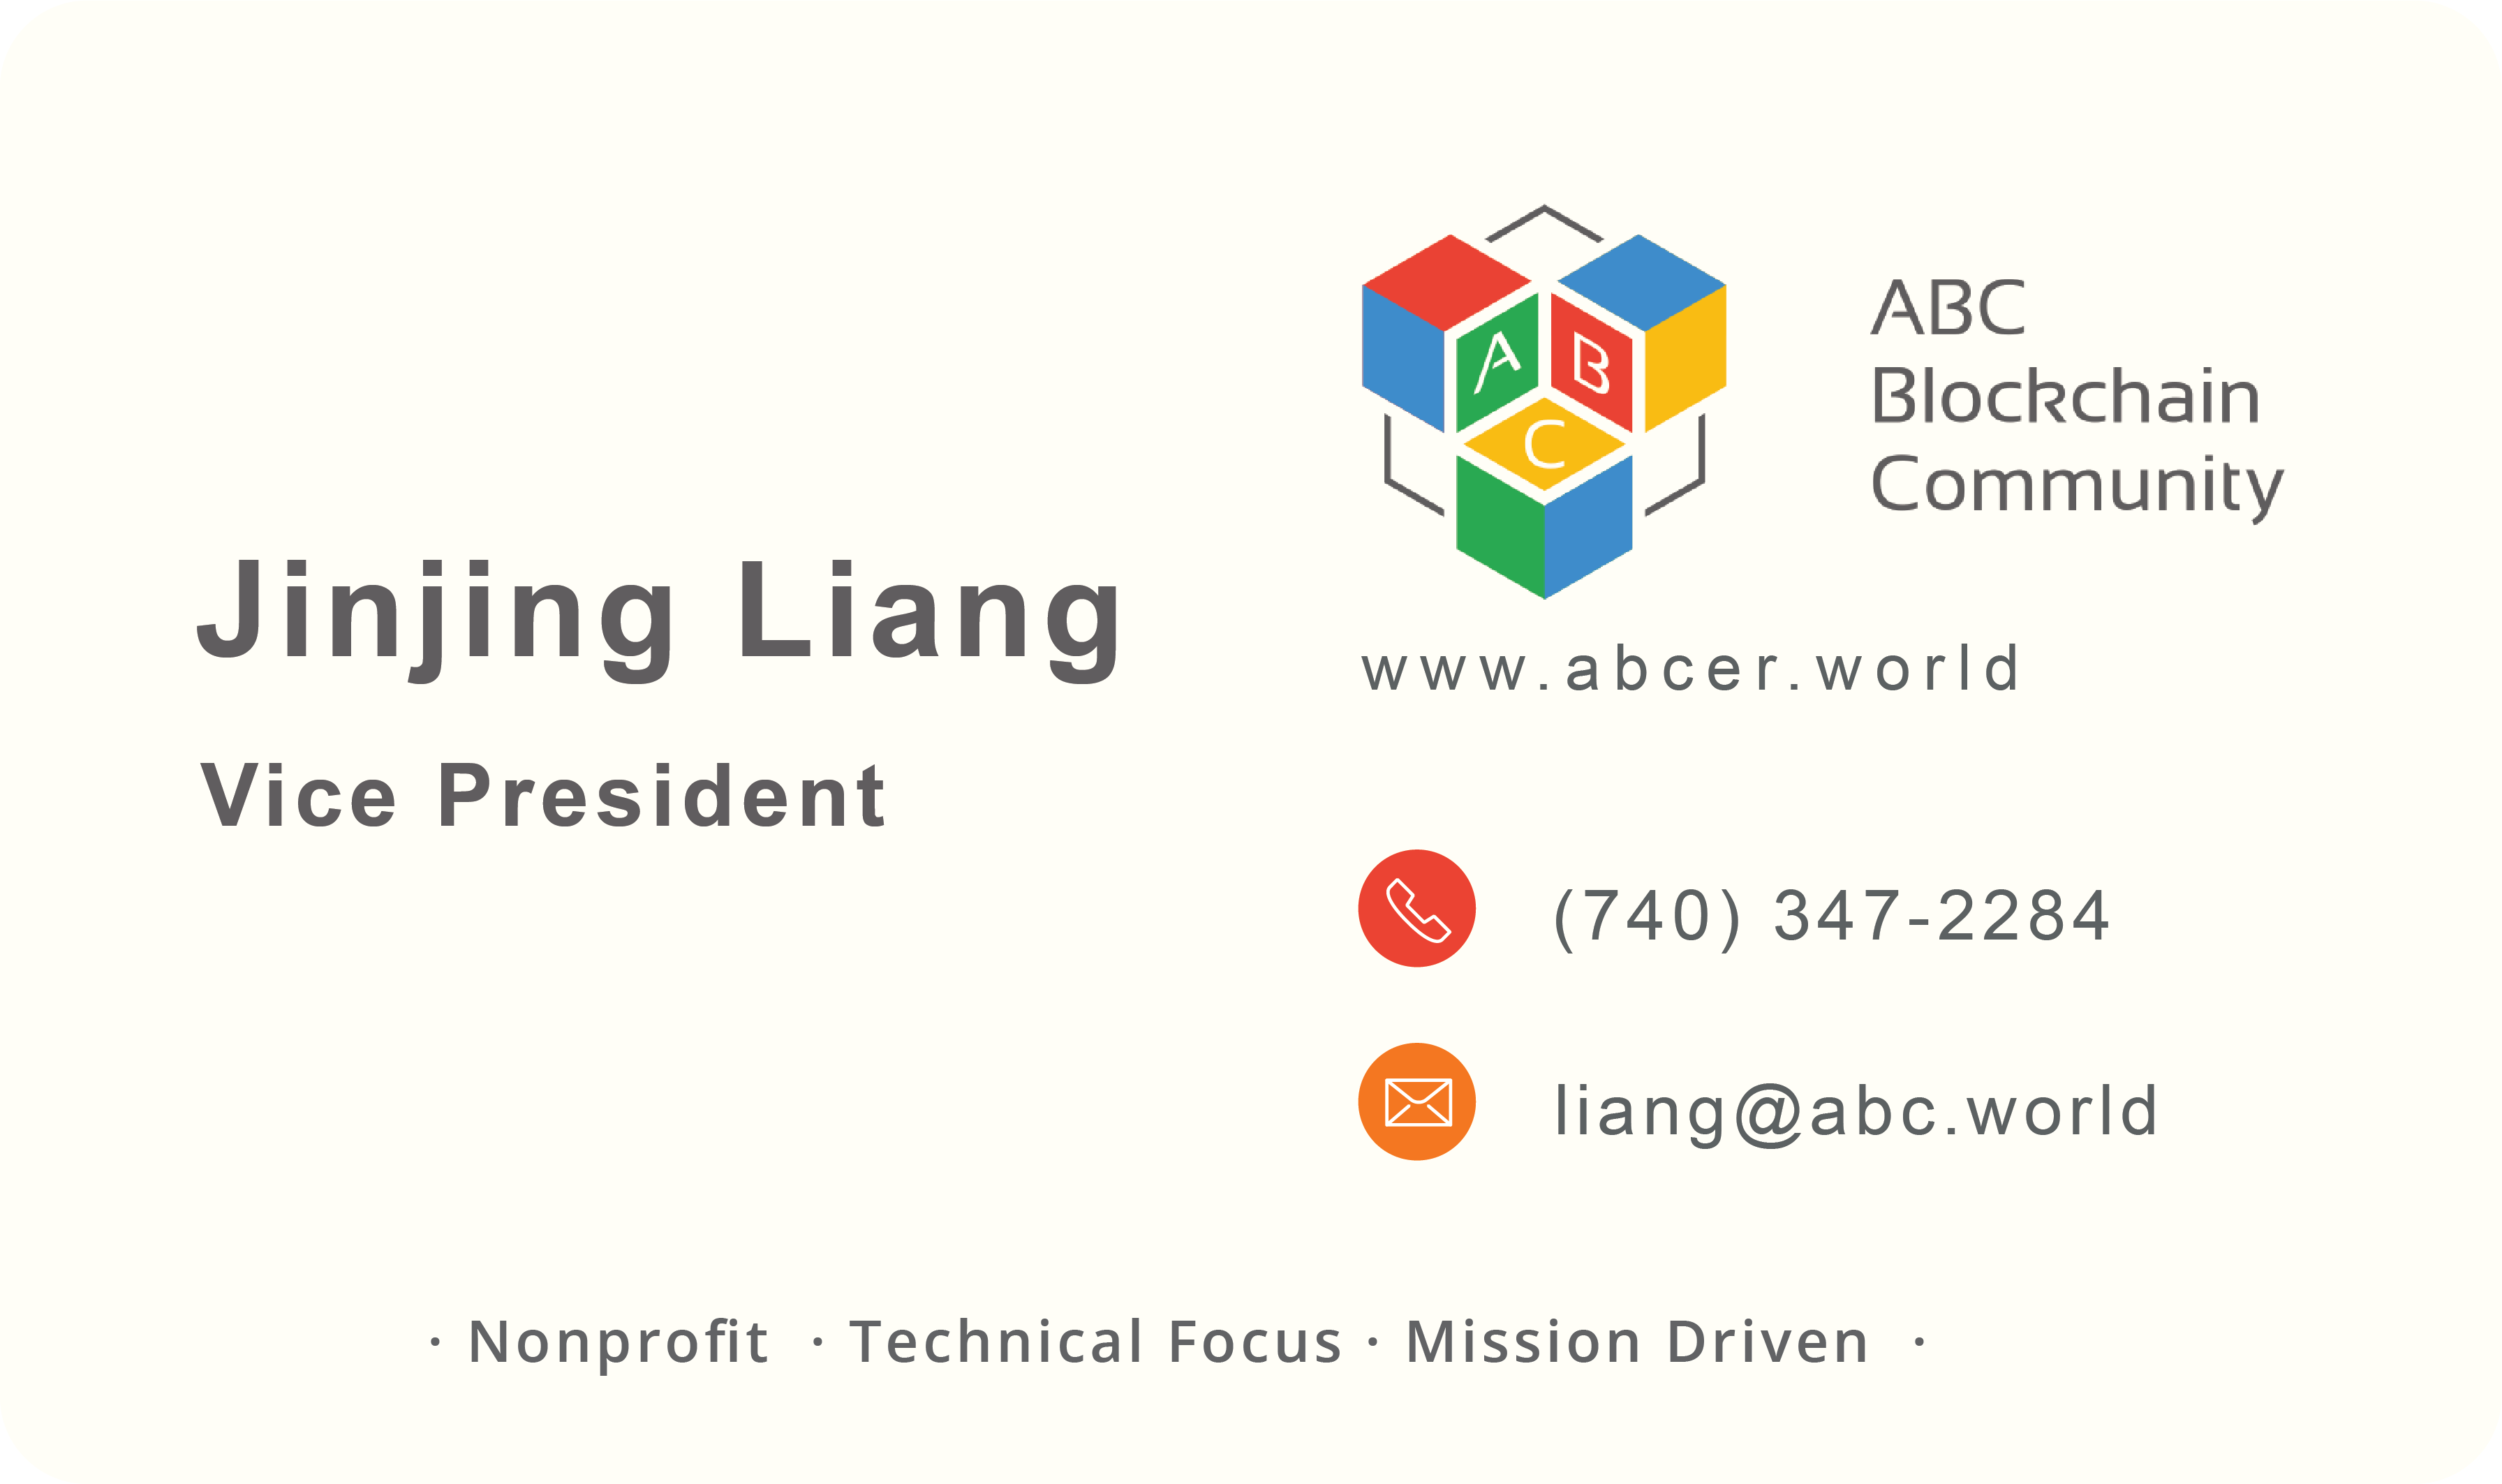 Jinjing Liang
Vice President
A B
C
ABC
Blockchain
Community
www.abcer.world
(740) 347-2284
liang@abc.world
· Nonprofit · Technical Focus · Mission Driven ·